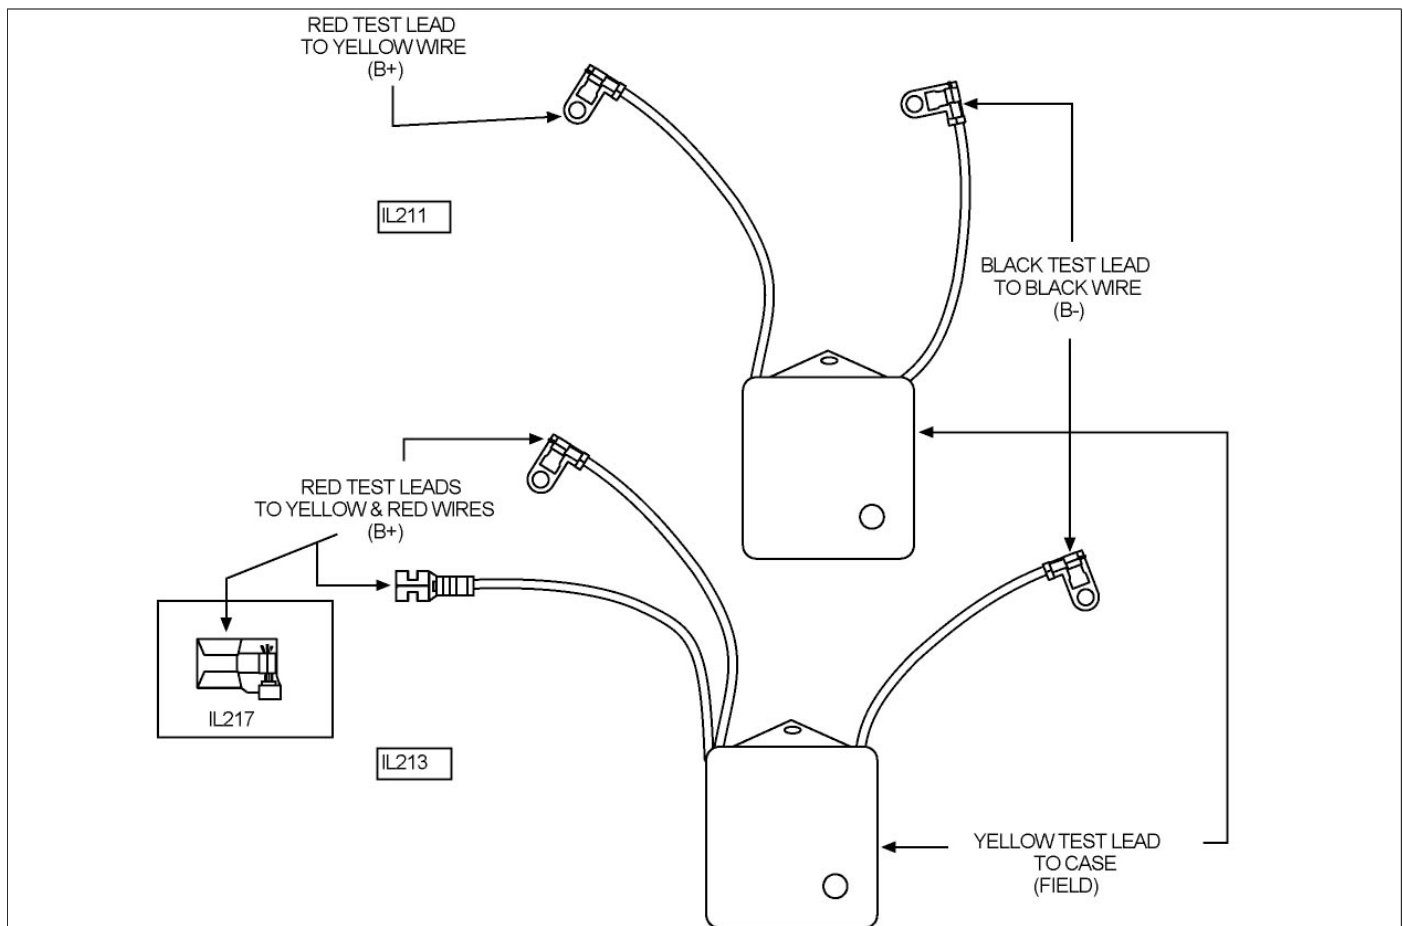 RED TEST LEAD
TO YELLOW WIRE
(B+)
IL211
BLACK TEST LEAD
TO BLACK WIRE
(B-)
RED TEST LEADS
TO YELLOW & RED WIRES
(B+)
IL217
IL213
YELLOW TEST LEAD
TO CASE
(FIELD)